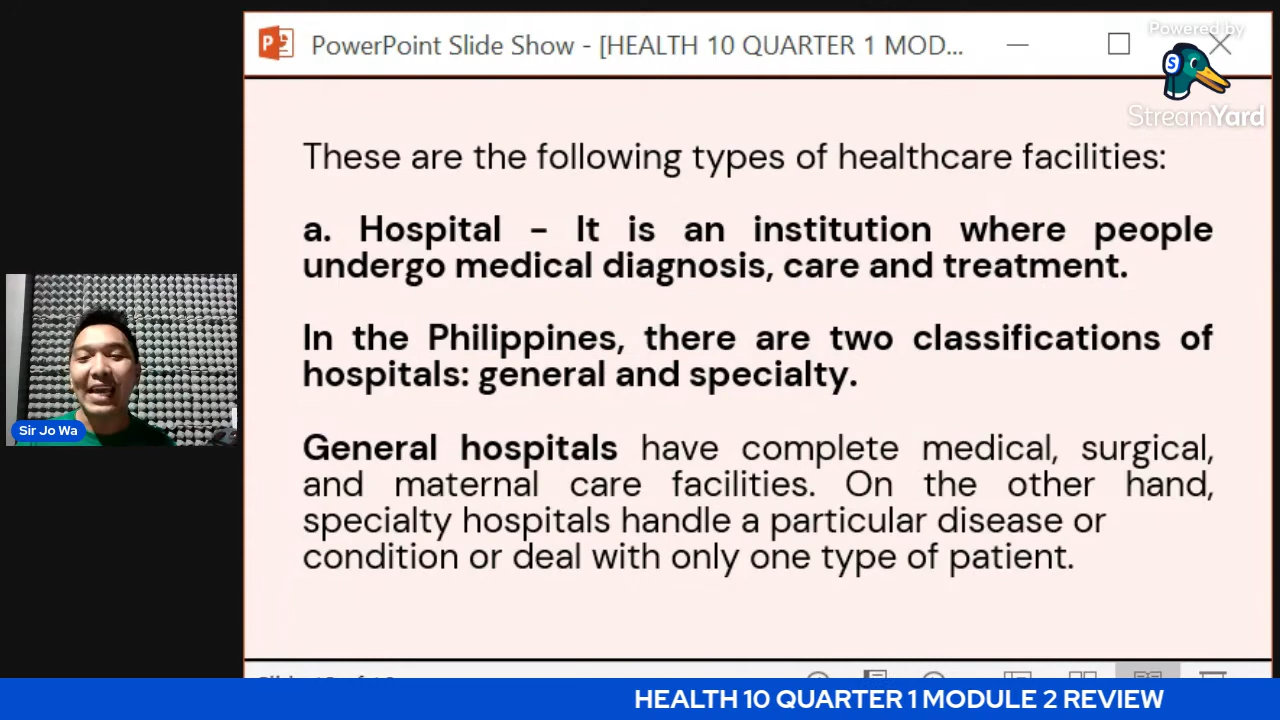 PowerPoint Slide Show - [HEALTH 10 QUARTER 1 MOD...
Powered by
StreamYard
These are the following types of healthcare facilities:
a. Hospital - It is an institution where people
undergo medical diagnosis, care and treatment.
In the Philippines, there are two classifications of
hospitals: general and specialty.
General hospitals have complete medical, surgical,
and maternal care facilities. On the other hand,
specialty hospitals handle a particular disease or
condition or deal with only one type of patient.
Sir Jo Wa
HEALTH 10 QUARTER 1 MODULE 2 REVIEW